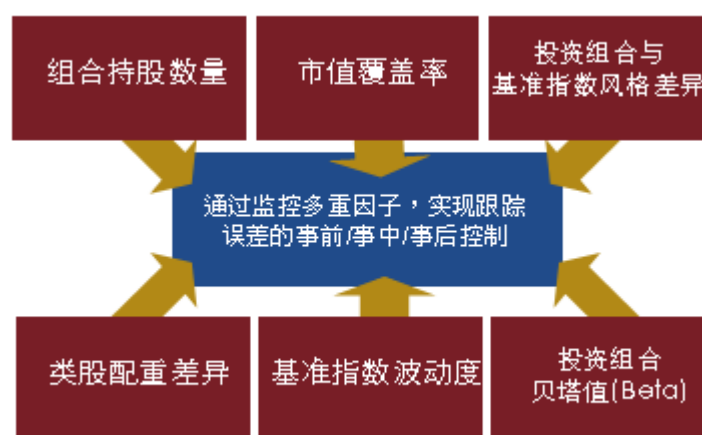 组合持股数量
市值覆盖率
投资组合与
基准指数风格差异
通过监控多重因子，实现跟踪
误差的事前/事中/事后控制
类股配重差异
基准指数波动度
投资组合
贝塔值(Beta)